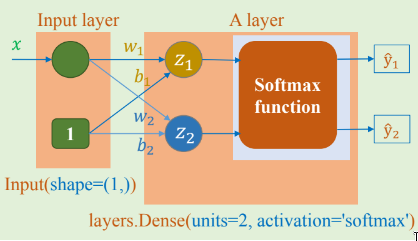 Input layer
A layer
x
w₁
z₁
ŷ₁
b₁
Softmax
function
1
w₂
z₂
ŷ₂
b₂
Input(shape=(1,))
layers.Dense(units=2, activation='softmax')